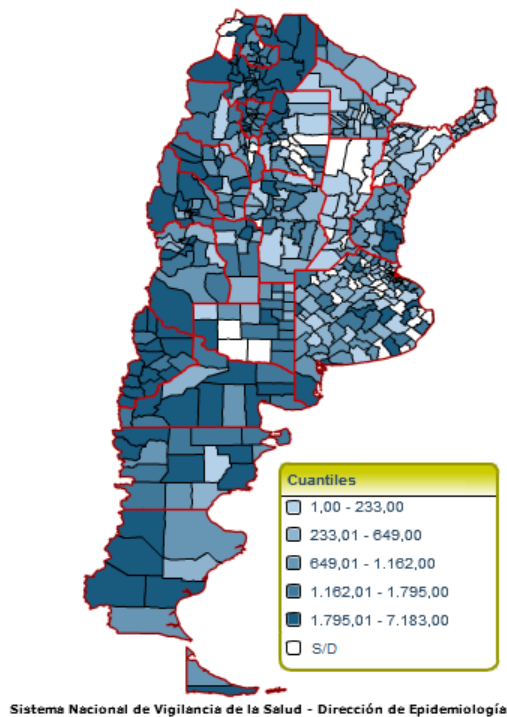 Cuantiles
1,00 - 233,00
233,01 - 649,00
649,01 - 1.162,00
1.162,01 - 1.795,00
1.795,01 - 7.183,00
S/D
Sistema Nacional de Vigilancia de la Salud - Dirección de Epidemiología